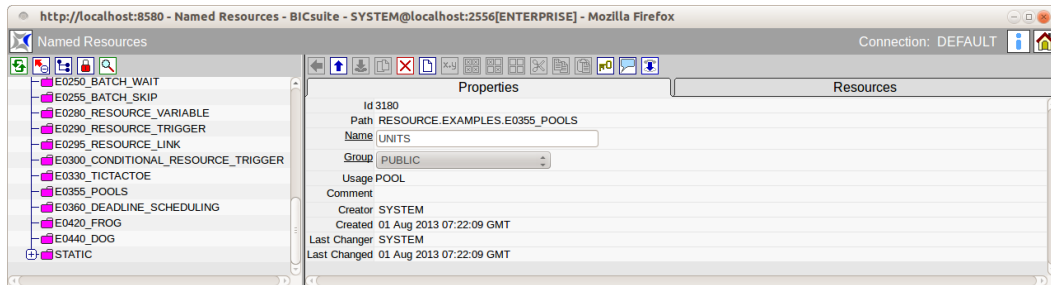 http://localhost:8580 - Named Resources - BICsuite - SYSTEM@localhost:2556[ENTERPRISE] - Mozilla Firefox
Named Resources
Connection: DEFAULT
E0250_BATCH_WAIT
E0255_BATCH_SKIP
E0280_RESOURCE_VARIABLE
E0290_RESOURCE_TRIGGER
E0295_RESOURCE_LINK
E0300_CONDITIONAL_RESOURCE_TRIGGER
E0330_TICTACTOE
E0355_POOLS
E0360_DEADLINE_SCHEDULING
E0420_FROG
E0440_DOG
STATIC
x-y
Properties
Resources
Id 3180
Path RESOURCE.EXAMPLES.E0355_POOLS
Name UNITS
Group PUBLIC
Usage POOL
Comment
Creator SYSTEM
Created 01 Aug 2013 07:22:09 GMT
Last Changer SYSTEM
Last Changed 01 Aug 2013 07:22:09 GMT